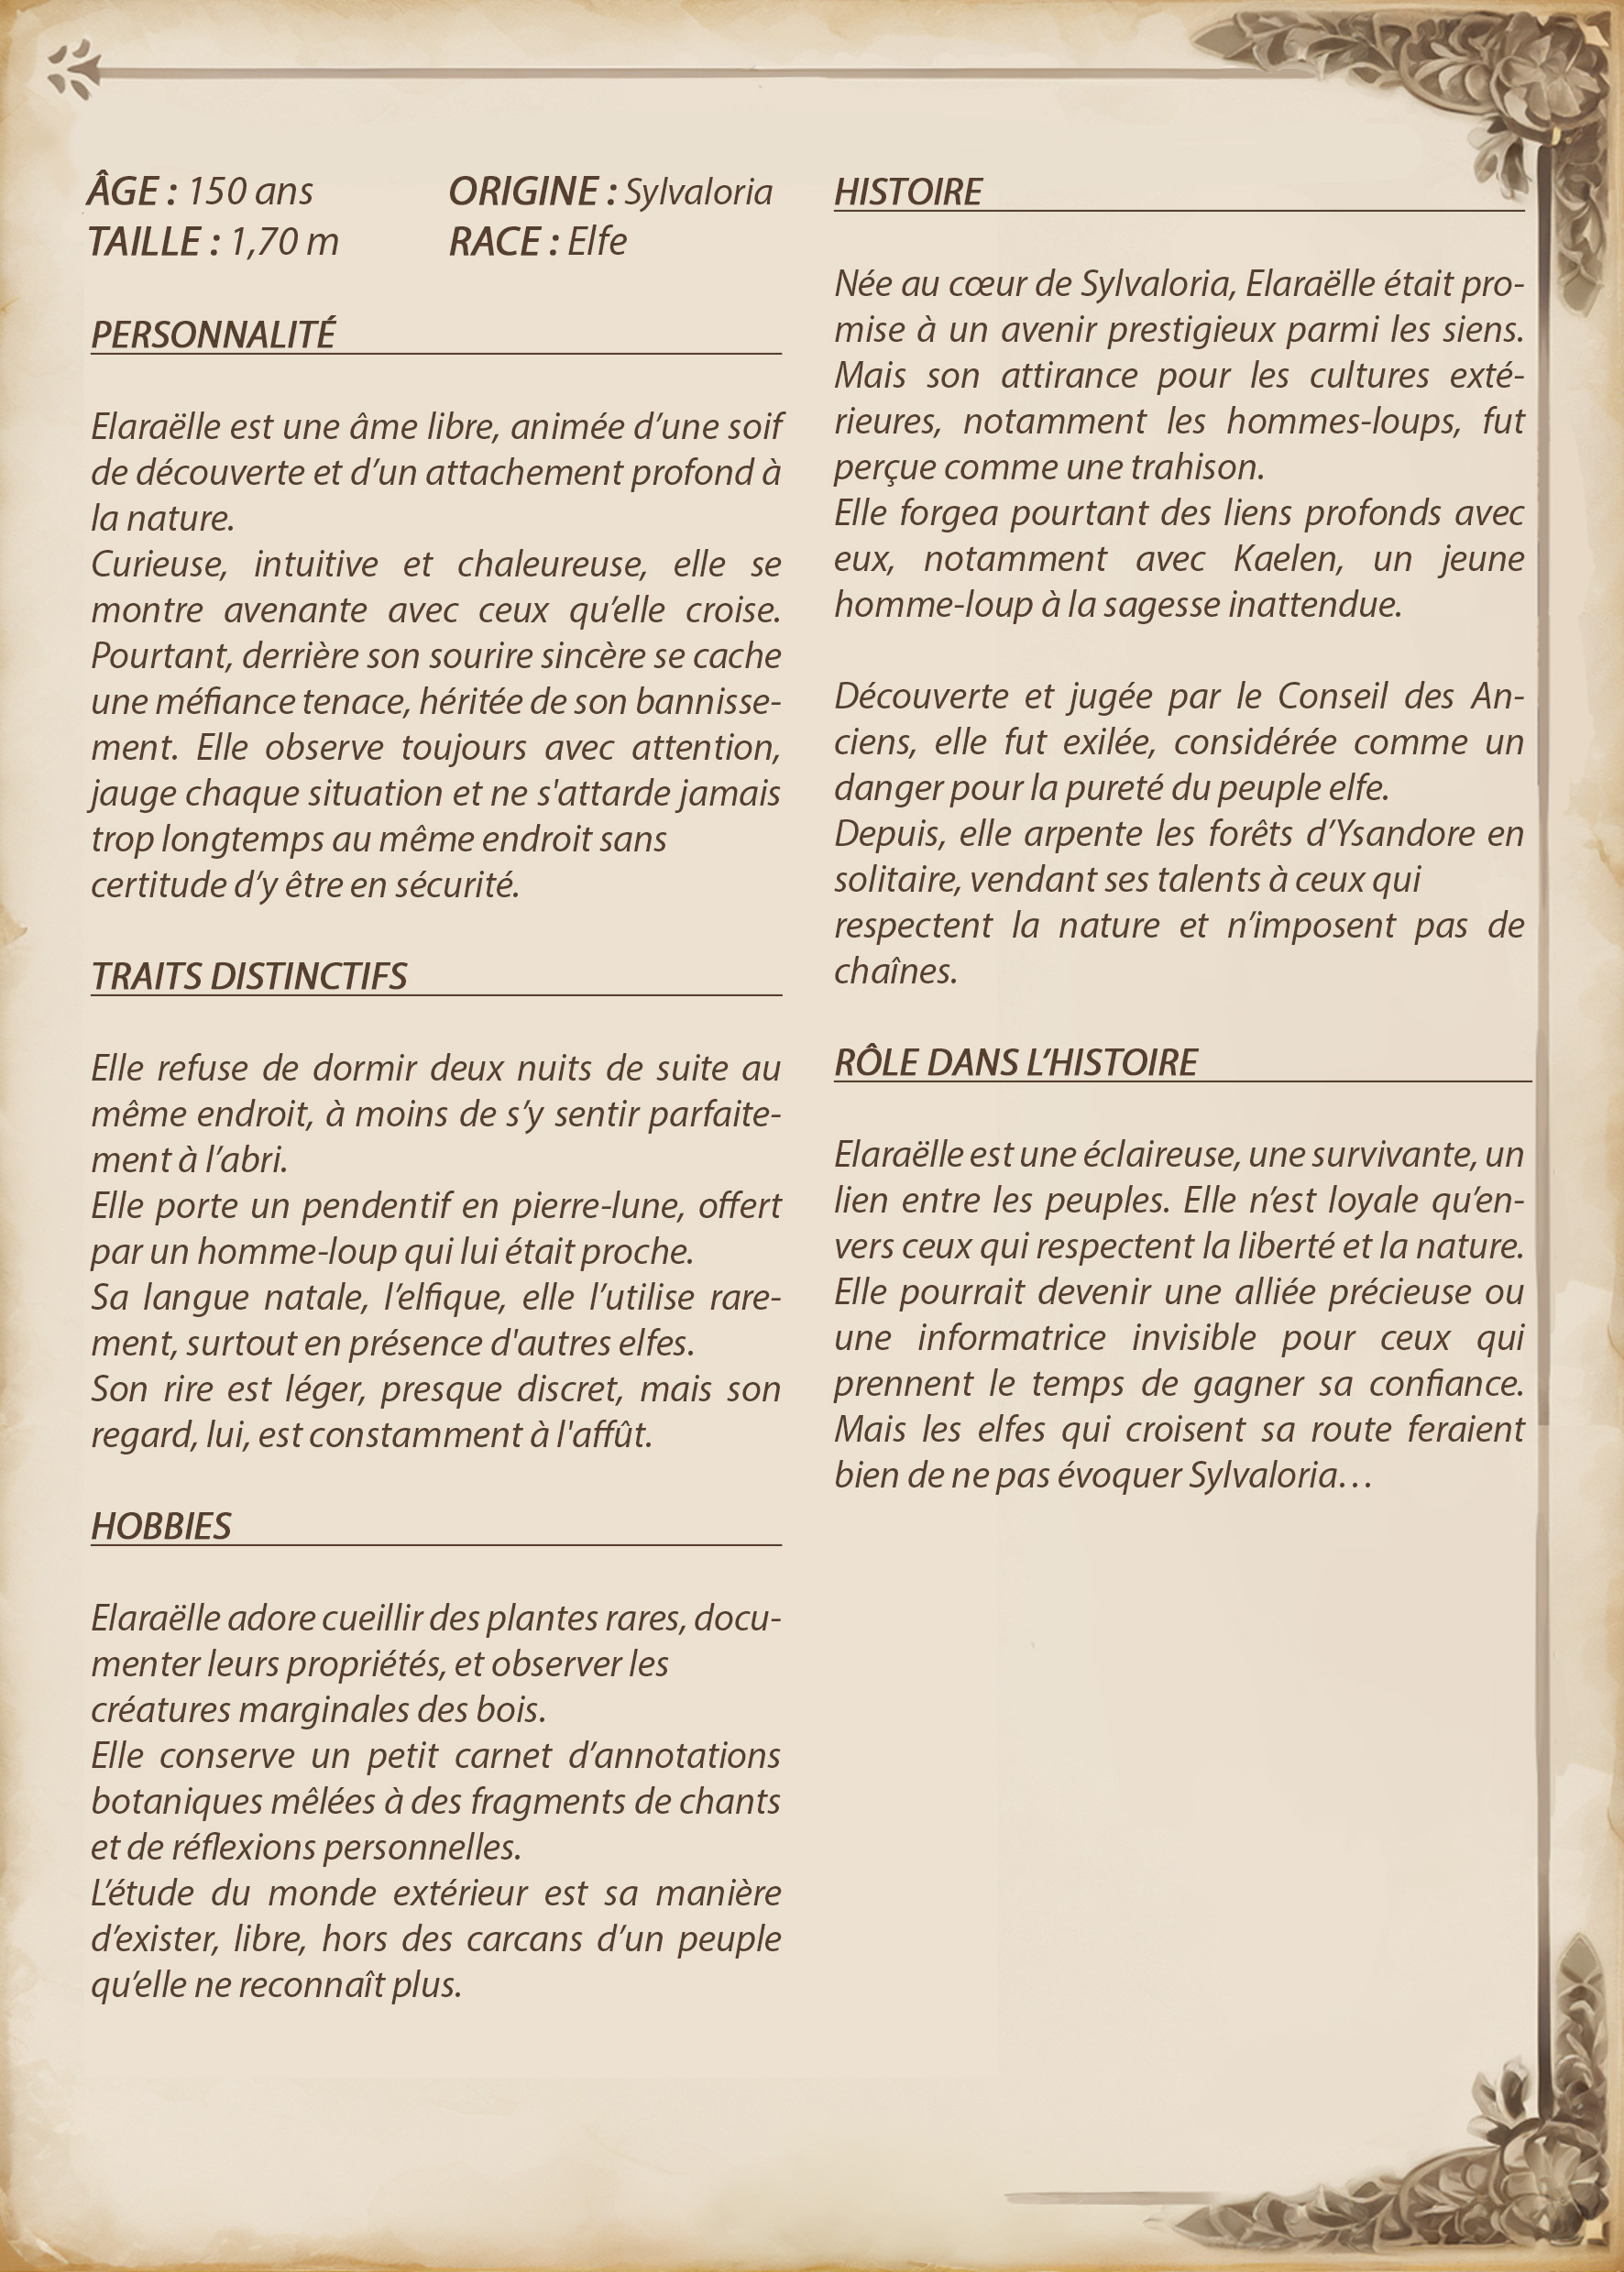 ÂGE : 150 ans
ORIGINE : Sylvaloria
TAILLE : 1,70 m
RACE : Elfe
PERSONNALITÉ
Elaraëlle est une âme libre, animée d’une soif
de découverte et d’un attachement profond à
la nature.
Curieuse, intuitive et chaleureuse, elle se
montre avenante avec ceux qu’elle croise.
Pourtant, derrière son sourire sincère se cache
une méfiance tenace, héritée de son bannisse-
ment. Elle observe toujours avec attention,
jauge chaque situation et ne s'attarde jamais
trop longtemps au même endroit sans
certitude d’y être en sécurité.
TRAITS DISTINCTIFS
Elle refuse de dormir deux nuits de suite au
même endroit, à moins de s’y sentir parfaite-
ment à l’abri.
Elle porte un pendentif en pierre-lune, offert
par un homme-loup qui lui était proche.
Sa langue natale, l’elfique, elle l’utilise rare-
ment, surtout en présence d'autres elfes.
Son rire est léger, presque discret, mais son
regard, lui, est constamment à l'affût.
HOBBIES
Elaraëlle adore cueillir des plantes rares, docu-
menter leurs propriétés, et observer les
créatures marginales des bois.
Elle conserve un petit carnet d’annotations
botaniques mêlées à des fragments de chants
et de réflexions personnelles.
L’étude du monde extérieur est sa manière
d’exister, libre, hors des carcans d’un peuple
qu’elle ne reconnaît plus.
HISTOIRE
Née au cœur de Sylvaloria, Elaraëlle était pro-
mise à un avenir prestigieux parmi les siens.
Mais son attirance pour les cultures exté-
rieures, notamment les hommes-loups, fut
perçue comme une trahison.
Elle forgea pourtant des liens profonds avec
eux, notamment avec Kaelen, un jeune
homme-loup à la sagesse inattendue.
Découverte et jugée par le Conseil des An-
ciens, elle fut exilée, considérée comme un
danger pour la pureté du peuple elfe.
Depuis, elle arpente les forêts d’Ysandore en
solitaire, vendant ses talents à ceux qui
respectent la nature et n’imposent pas de
chaînes.
RÔLE DANS L’HISTOIRE
Elaraëlle est une éclaireuse, une survivante, un
lien entre les peuples. Elle n’est loyale qu’en-
vers ceux qui respectent la liberté et la nature.
Elle pourrait devenir une alliée précieuse ou
une informatrice invisible pour ceux qui
prennent le temps de gagner sa confiance.
Mais les elfes qui croisent sa route feraient
bien de ne pas évoquer Sylvaloria…